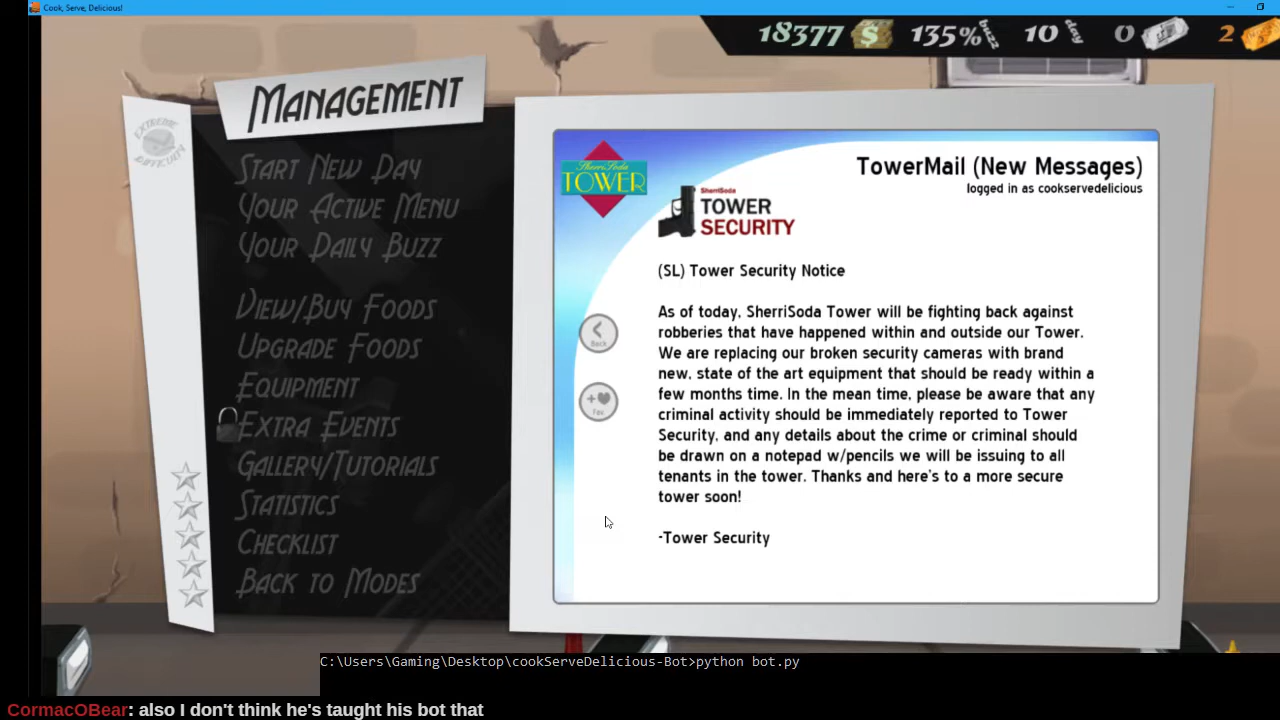 Cook, Serve, Delicious!
18377 $ 135% buzz 10 day 0 2
MANAGEMENT
EXTREME DIFFICULTY
START NEW DAY
YOUR ACTIVE MENU
YOUR DAILY BUZZ
VIEW/BUY FOODS
UPGRADE FOODS
EQUIPMENT
EXTRA EVENTS
GALLERY/TUTORIALS
STATISTICS
CHECKLIST
BACK TO MODES
SherriSoda
TOWER
TowerMail (New Messages)
logged in as cookservedelicious
SherriSoda
TOWER
SECURITY
(SL) Tower Security Notice
As of today, SherriSoda Tower will be fighting back against
robberies that have happened within and outside our Tower.
We are replacing our broken security cameras with brand
new, state of the art equipment that should be ready within a
few months time. In the mean time, please be aware that any
criminal activity should be immediately reported to Tower
Security, and any details about the crime or criminal should
be drawn on a notepad w/pencils we will be issuing to all
tenants in the tower. Thanks and here's to a more secure
tower soon!
-Tower Security
Back
+
Fav
C:\Users\Gaming\Desktop\cookServeDelicious-Bot>python bot.py
CormacOBear: also I don't think he's taught his bot that